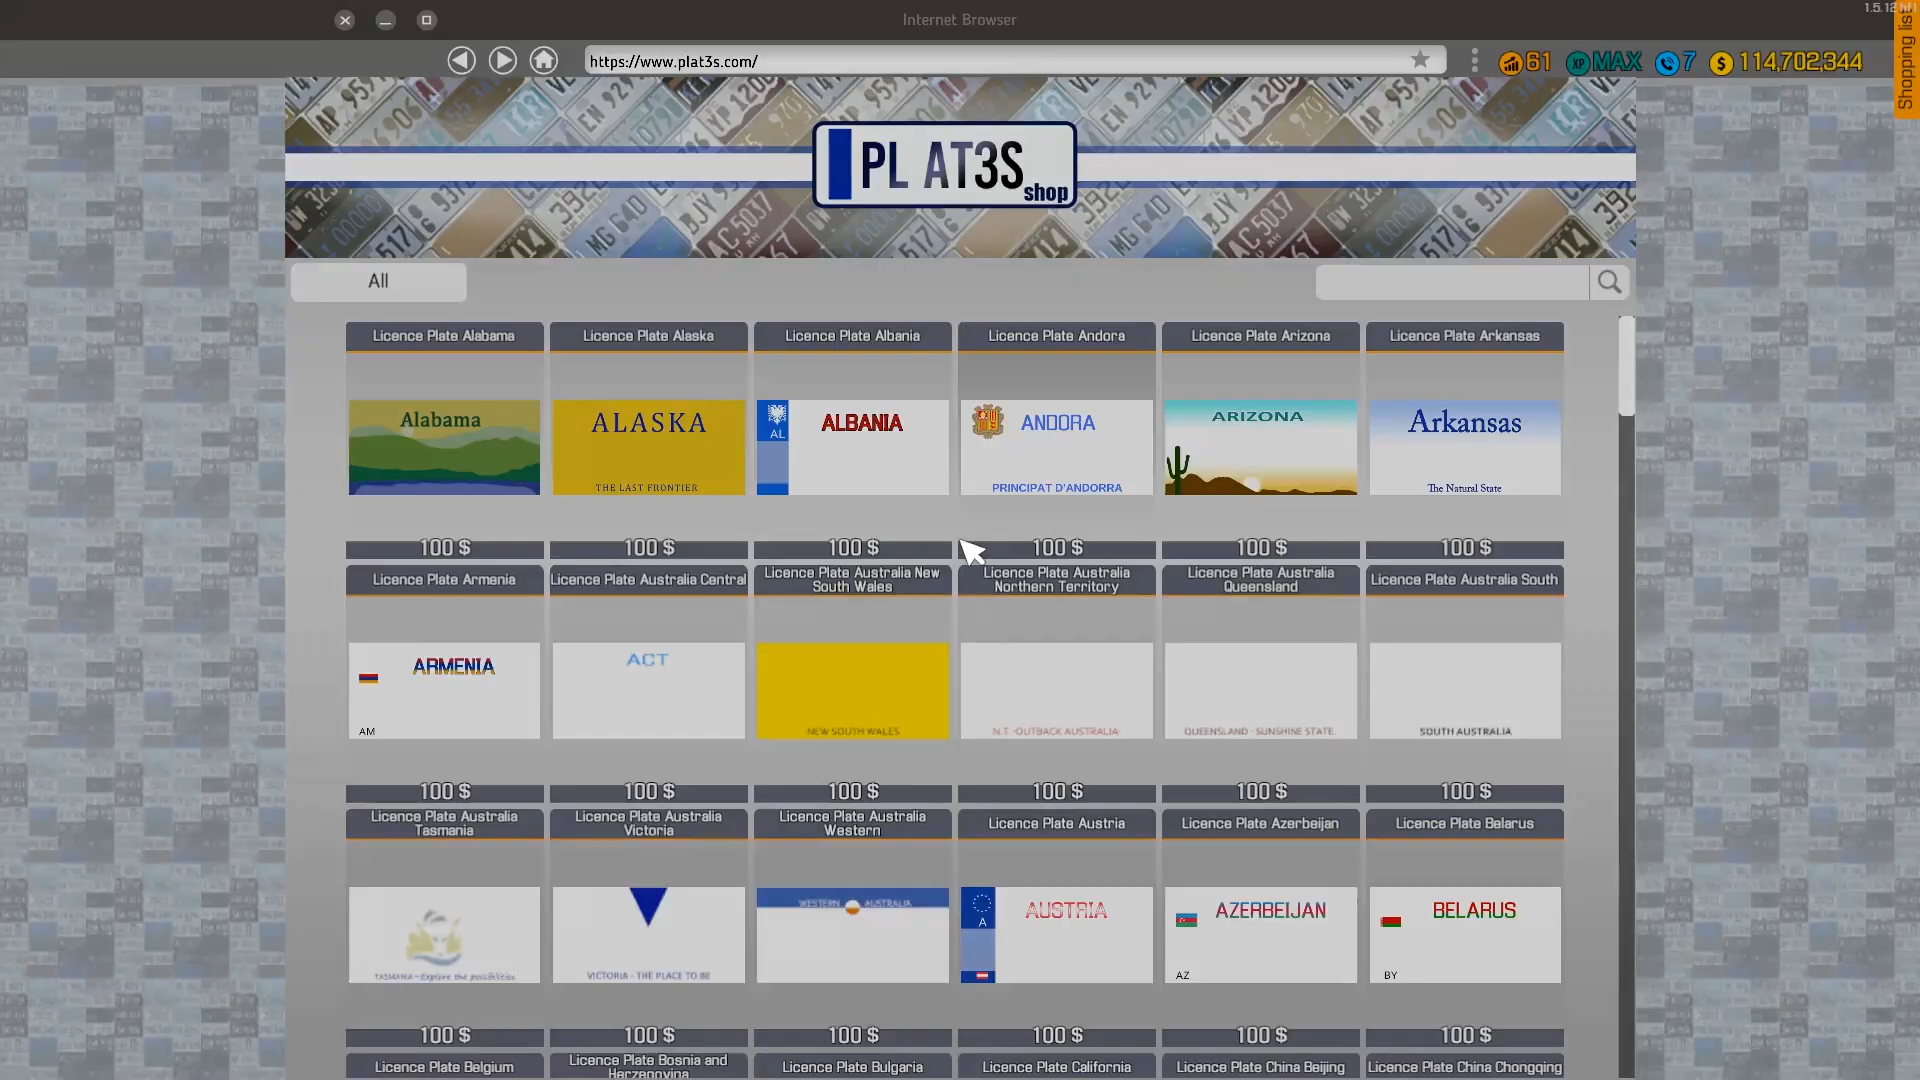 Internet Browser
1.5.12.hf1
Shopping list
https://www.plat3s.com/
61
XP MAX
7
$ 114,702,344
PL AT3S
shop
All
Licence Plate Alabama
Licence Plate Alaska
Licence Plate Albania
Licence Plate Andora
Licence Plate Arizona
Licence Plate Arkansas
Alabama
ALASKA
THE LAST FRONTIER
AL
ALBANIA
ANDORA
PRINCIPAT D'ANDORRA
ARIZONA
Arkansas
The Natural State
100 $
100 $
100 $
100 $
100 $
100 $
Licence Plate Armenia
Licence Plate Australia Central
Licence Plate Australia New
South Wales
Licence Plate Australia
Northern Territory
Licence Plate Australia
Queensland
Licence Plate Australia South
ARMENIA
AM
ACT
NEW SOUTH WALES
N.T. -OUTBACK AUSTRALIA-
QUEENSLAND - SUNSHINE STATE.
SOUTH AUSTRALIA
100 $
100 $
100 $
100 $
100 $
100 $
Licence Plate Australia
Tasmania
Licence Plate Australia
Victoria
Licence Plate Australia
Western
Licence Plate Austria
Licence Plate Azerbeijan
Licence Plate Belarus
TASMANIA - Explore the possibilities
VICTORIA - THE PLACE TO BE
WESTERN AUSTRALIA
A
AUSTRIA
AZERBEIJAN
AZ
BELARUS
BY
100 $
100 $
100 $
100 $
100 $
100 $
Licence Plate Belgium
Licence Plate Bosnia and
Herzegovina
Licence Plate Bulgaria
Licence Plate California
Licence Plate China Beijing
Licence Plate China Chongqing